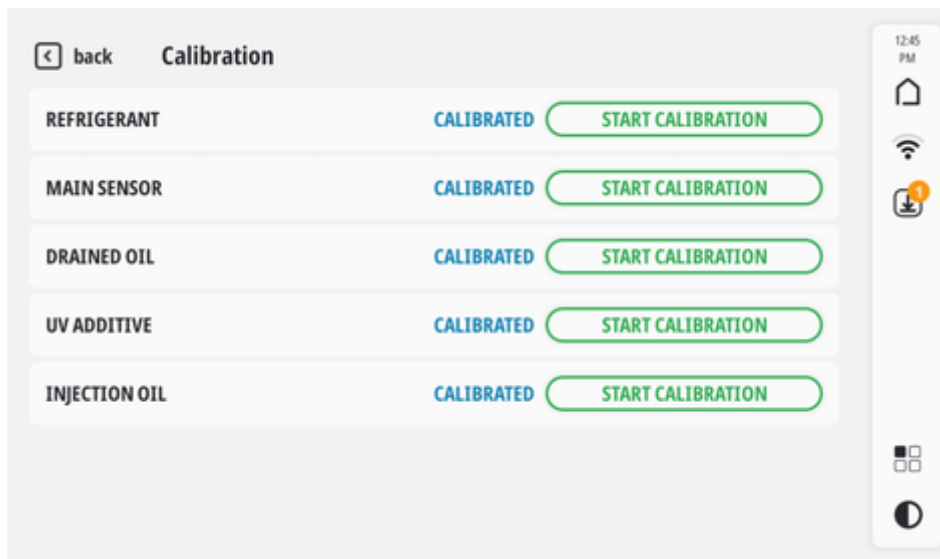 back Calibration
REFRIGERANT CALIBRATED START CALIBRATION
MAIN SENSOR CALIBRATED START CALIBRATION
DRAINED OIL CALIBRATED START CALIBRATION
UV ADDITIVE CALIBRATED START CALIBRATION
INJECTION OIL CALIBRATED START CALIBRATION
12:45
PM
1